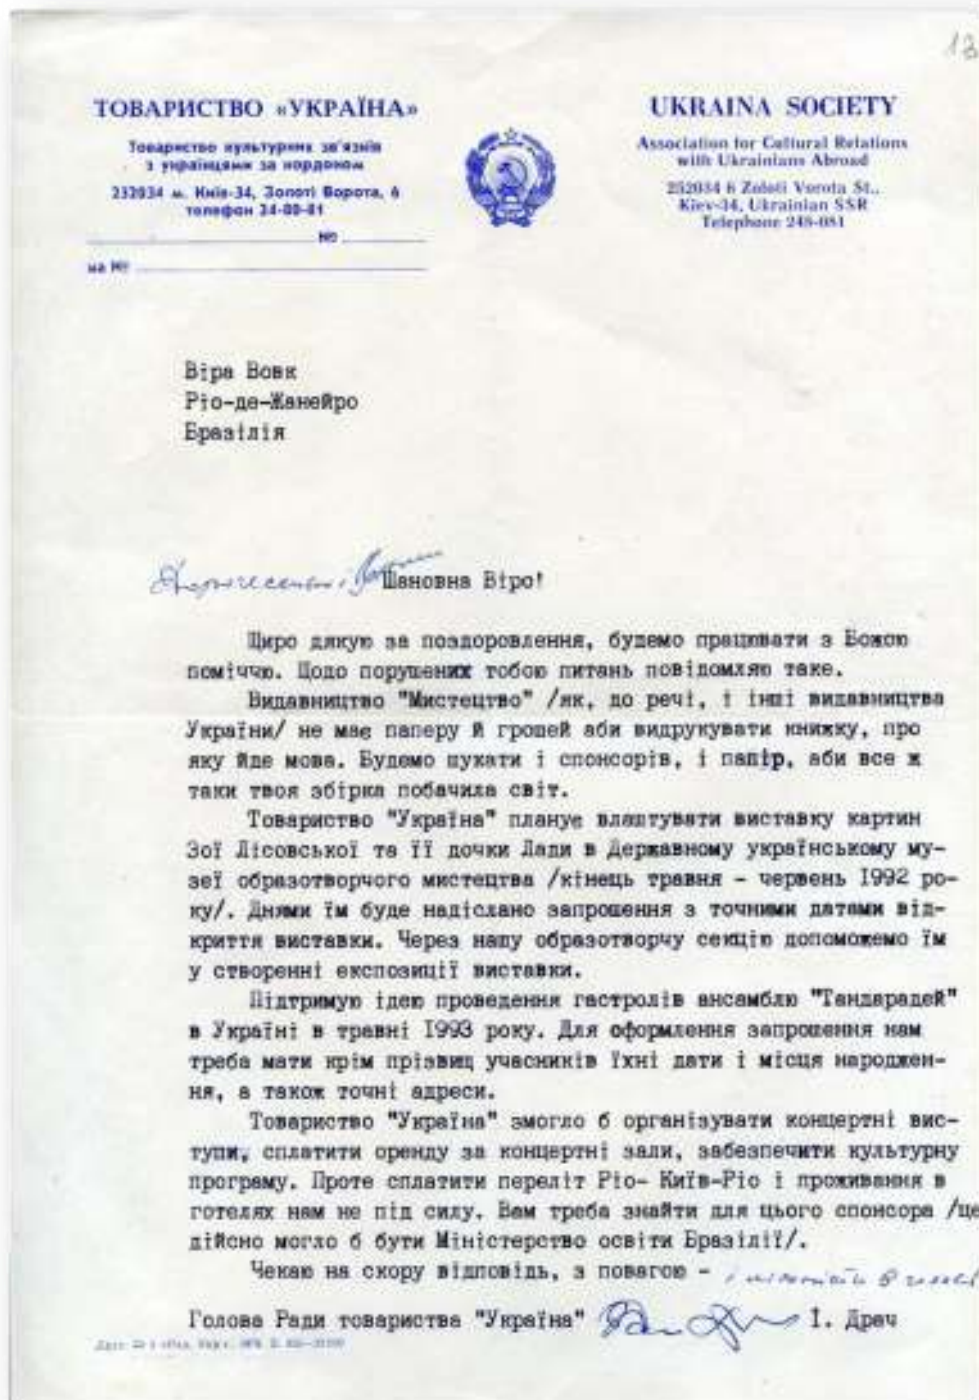 13
ТОВАРИСТВО «УКРАЇНА»
Товариство культурних зв'язків
з українцями за кордоном
252034 м. Київ-34, Золоті Ворота, 6
телефон 24-80-81
№
на №
UKRAINA SOCIETY
Association for Cultural Relations
with Ukrainians Abroad
252034 6 Zoloti Vorota St.,
Kiev-34, Ukrainian SSR
Telephone 248-081
Віра Вовк
Ріо-де-Жанейро
Бразілія
Шановна Віро!
Щиро дякую за поздоровлення, будемо працювати з Божою
поміччю. Щодо порушених тобою питань повідомляю таке.
Видавництво "Мистецтво" /як, до речі, і інші видавництва
України/ не має паперу й грошей аби видрукувати книжку, про
яку йде мова. Будемо шукати і спонсорів, і папір, аби все ж
таки твоя збірка побачила світ.
Товариство "Україна" планує влаштувати виставку картин
Зої Лісовської та її дочки Лади в Державному українському му-
зеї образотворчого мистецтва /кінець травня - червень 1992 ро-
ку/. Днями їм буде надіслано запрошення з точними датами від-
криття виставки. Через нашу образотворчу секцію допоможемо їм
у створенні експозиції виставки.
Підтримую ідею проведення гастролів ансамблю "Тандарадей"
в Україні в травні 1993 року. Для оформлення запрошення нам
треба мати крім прізвищ учасників їхні дати і місця народжен-
ня, а також точні адреси.
Товариство "Україна" змогло б організувати концертні вис-
тупи, сплатити оренду за концертні зали, забезпечити культурну
програму. Проте сплатити переліт Ріо- Київ-Ріо і проживання в
готелях нам не під силу. Вам треба знайти для цього спонсора /це
дійсно могло б бути Міністерство освіти Бразілії/.
Чекаю на скору відповідь, з повагою -
Голова Ради товариства "Україна" І. Драч